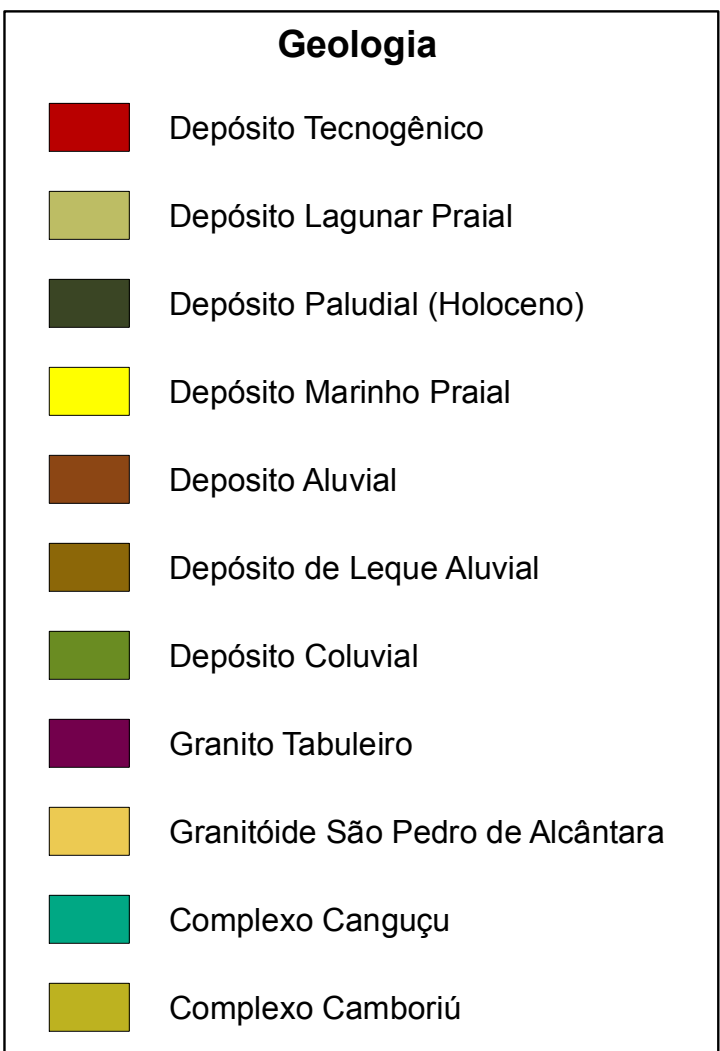 Geologia
Depósito Tecnogênico
Depósito Lagunar Praial
Depósito Paludial (Holoceno)
Depósito Marinho Praial
Deposito Aluvial
Depósito de Leque Aluvial
Depósito Coluvial
Granito Tabuleiro
Granitóide São Pedro de Alcântara
Complexo Canguçu
Complexo Camboriú